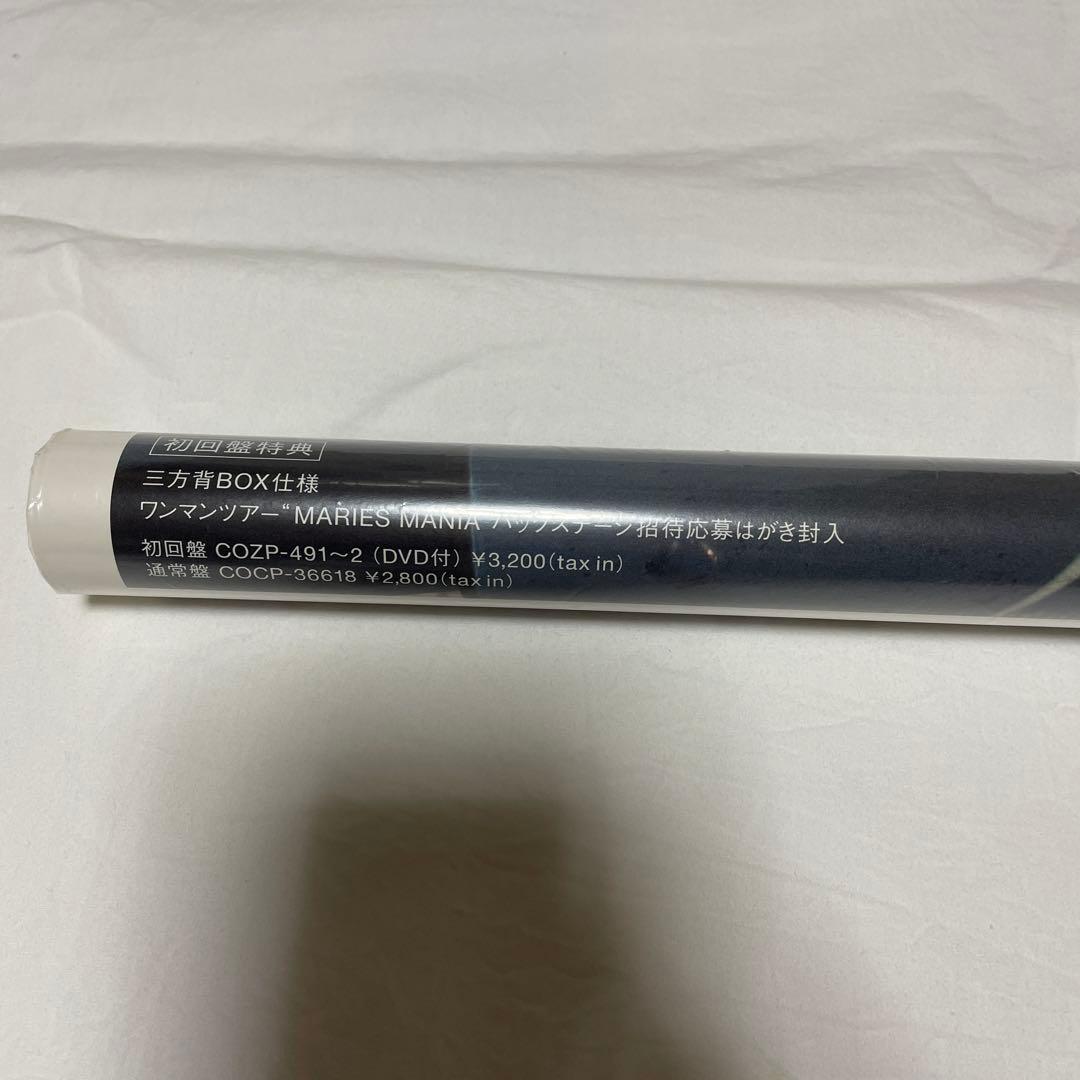 初回盤特典
三方背BOX仕様
ワンマンツアー“MARIES MANIA バックステージ招待応募はがき封入
初回盤 COZP-491〜2 (DVD付) ¥3,200(tax in)
通常盤 COCP-36618 ¥2,800(tax in)